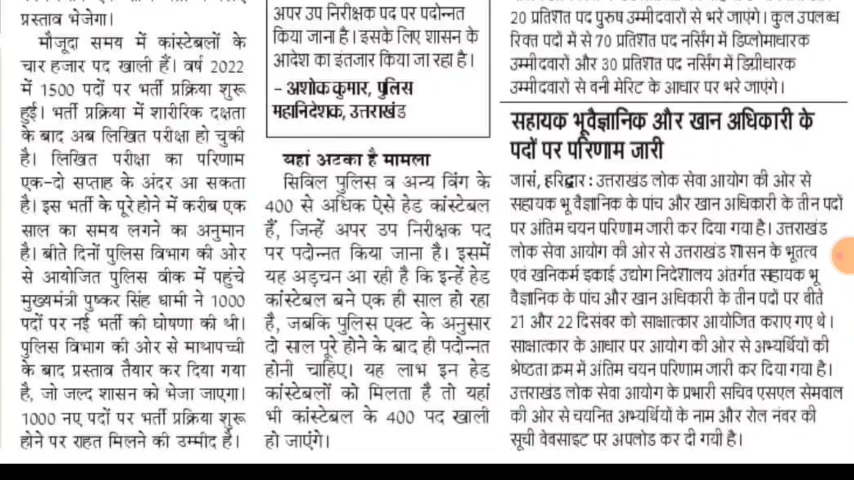 प्रस्ताव भेजेगा।
मौजूदा समय में कांस्टेबलों के
चार हजार पद खाली हैं। वर्ष 2022
में 1500 पदों पर भर्ती प्रक्रिया शुरू
हुई। भर्ती प्रक्रिया में शारीरिक दक्षता
के बाद अब लिखित परीक्षा हो चुकी
है। लिखित परीक्षा का परिणाम
एक-दो सप्ताह के अंदर आ सकता
है। इस भर्ती के पूरे होने में करीब एक
साल का समय लगने का अनुमान
है। बीते दिनों पुलिस विभाग की ओर
से आयोजित पुलिस वीक में पहुंचे
मुख्यमंत्री पुष्कर सिंह धामी ने 1000
पदों पर नई भर्ती की घोषणा की थी।
पुलिस विभाग की ओर से माथापच्ची
के बाद प्रस्ताव तैयार कर दिया गया
है, जो जल्द शासन को भेजा जाएगा।
1000 नए पदों पर भर्ती प्रक्रिया शुरू
होने पर राहत मिलने की उम्मीद है।
अपर उप निरीक्षक पद पर पदोन्नत
किया जाना है। इसके लिए शासन के
आदेश का इंतजार किया जा रहा है।
- अशोक कुमार, पुलिस
महानिदेशक, उत्तराखंड
यहां अटका है मामला
सिविल पुलिस व अन्य विंग के
400 से अधिक ऐसे हेड कांस्टेबल
हैं, जिन्हें अपर उप निरीक्षक पद
पर पदोन्नत किया जाना है। इसमें
यह अड़चन आ रही है कि इन्हें हेड
कांस्टेबल बने एक ही साल हो रहा
है, जबकि पुलिस एक्ट के अनुसार
दो साल पूरे होने के बाद ही पदोन्नत
होनी चाहिए। यह लाभ इन हेड
कांस्टेबलों को मिलता है तो यहां
भी कांस्टेबल के 400 पद खाली
हो जाएंगे।
20 प्रतिशत पद पुरुष उम्मीदवारों से भरे जाएंगे। कुल उपलब्ध
रिक्त पदों में से 70 प्रतिशत पद नर्सिंग में डिप्लोमाधारक
उम्मीदवारों और 30 प्रतिशत पद नर्सिंग में डिग्रीधारक
उम्मीदवारों से वनी मेरिट के आधार पर भरे जाएंगे।
सहायक भूवैज्ञानिक और खान अधिकारी के
पदों पर परिणाम जारी
जासं, हरिद्वार : उत्तराखंड लोक सेवा आयोग की ओर से
सहायक भू वैज्ञानिक के पांच और खान अधिकारी के तीन पदों
पर अंतिम चयन परिणाम जारी कर दिया गया है। उत्तराखंड
लोक सेवा आयोग की ओर से उत्तराखंड शासन के भूतत्व
एवं खनिकर्म इकाई उद्योग निदेशालय अंतर्गत सहायक भू
वैज्ञानिक के पांच और खान अधिकारी के तीन पदों पर बीते
21 और 22 दिसंबर को साक्षात्कार आयोजित कराए गए थे।
साक्षात्कार के आधार पर आयोग की ओर से अभ्यर्थियों की
श्रेष्ठता क्रम में अंतिम चयन परिणाम जारी कर दिया गया है।
उत्तराखंड लोक सेवा आयोग के प्रभारी सचिव एसएल सेमवाल
की ओर से चयनित अभ्यर्थियों के नाम और रोल नंवर की
सूची वेवसाइट पर अपलोड कर दी गयी है।